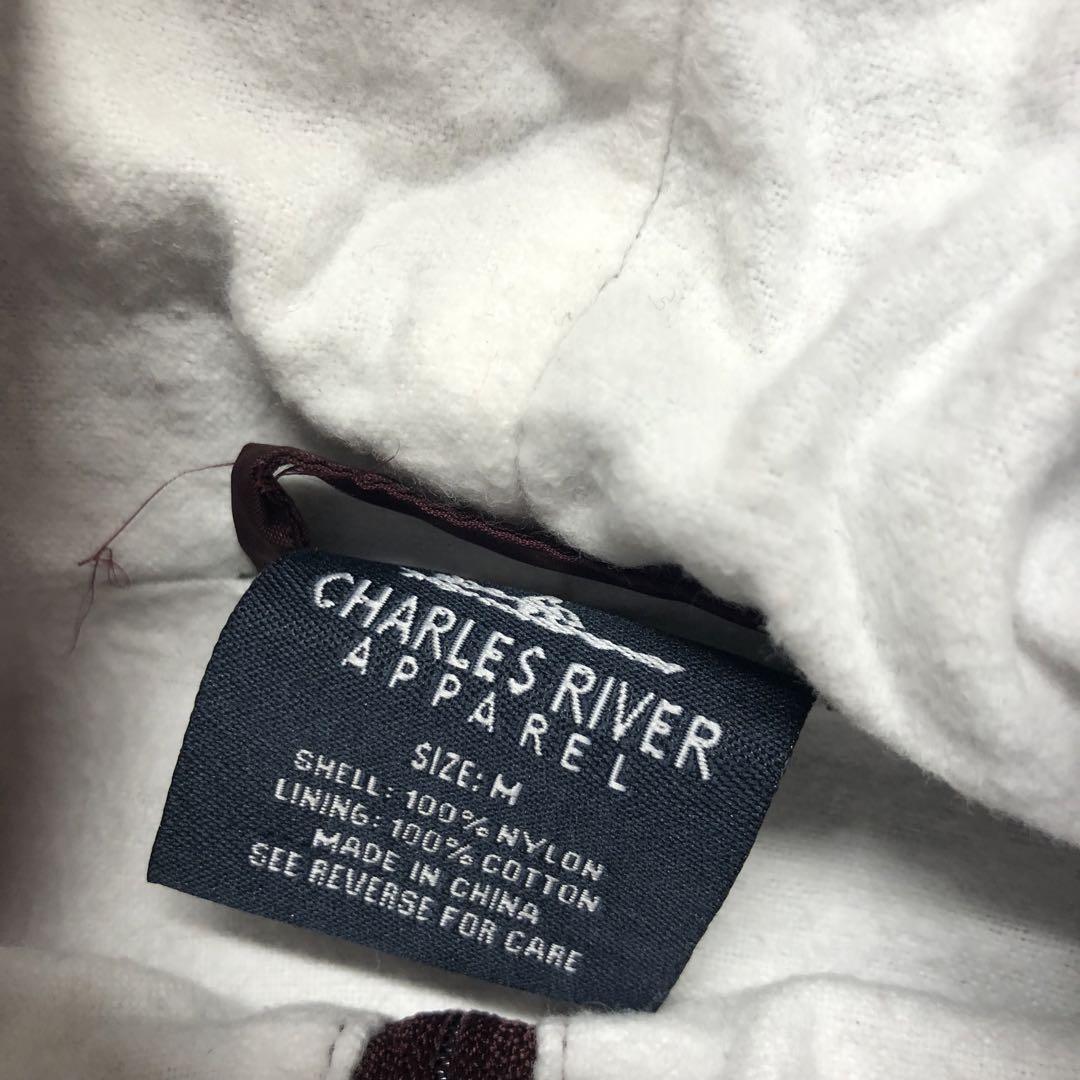 CHARLES RIVER
APPAREL
SIZE: M
SHELL: 100% NYLON
LINING: 100% COTTON
MADE IN CHINA
SEE REVERSE FOR CARE